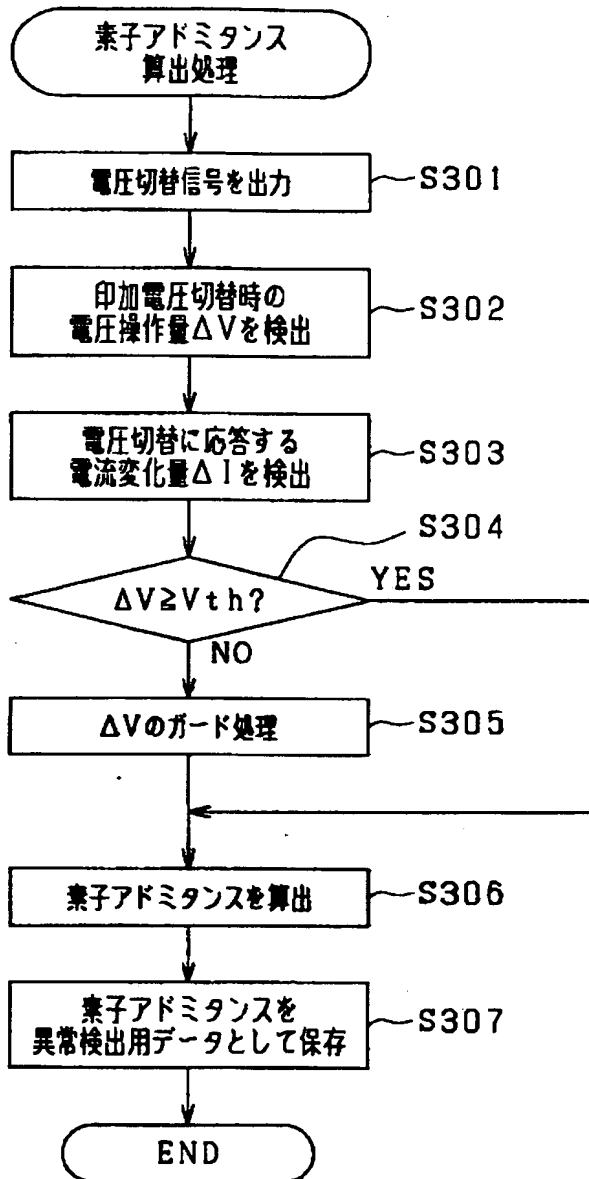 素子アドミタンス
算出処理
電圧切替信号を出力
S301
印加電圧切替時の
電圧操作量ΔVを検出
S302
電圧切替に応答する
電流変化量ΔIを検出
S303
S304
ΔV≧Vth?
YES
NO
ΔVのガード処理
S305
素子アドミタンスを算出
S306
素子アドミタンスを
異常検出用データとして保存
S307
END